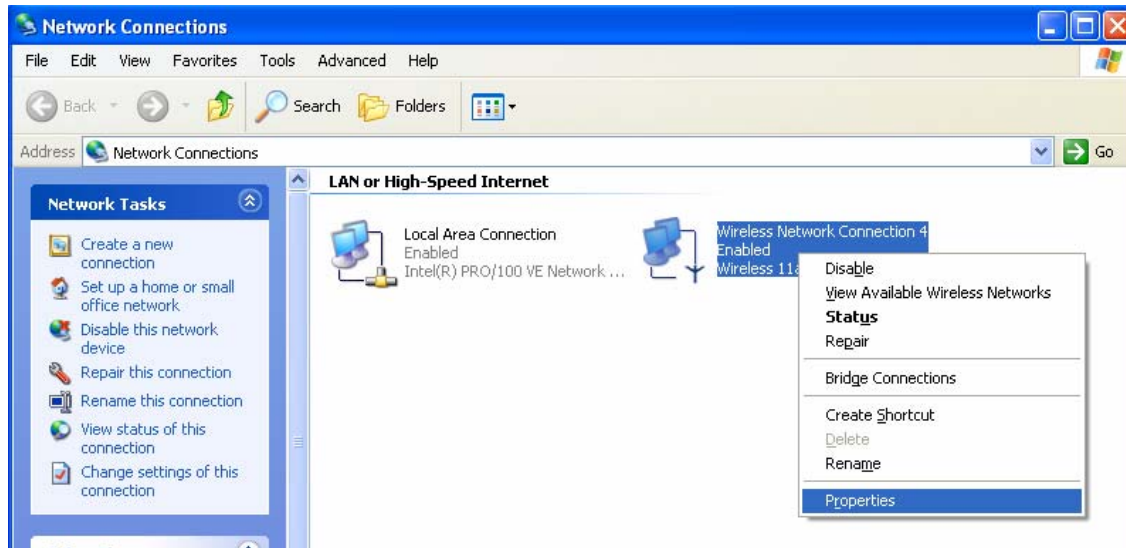 Network Connections
File Edit View Favorites Tools Advanced Help
Back Search Folders
Address Network Connections Go
Network Tasks
Create a new
connection
Set up a home or small
office network
Disable this network
device
Repair this connection
Rename this connection
View status of this
connection
Change settings of this
connection
LAN or High-Speed Internet
Local Area Connection
Enabled
Intel(R) PRO/100 VE Network ...
Wireless Network Connection 4
Enabled
Wireless 11a
Disable
View Available Wireless Networks
Status
Repair
Bridge Connections
Create Shortcut
Delete
Rename
Properties